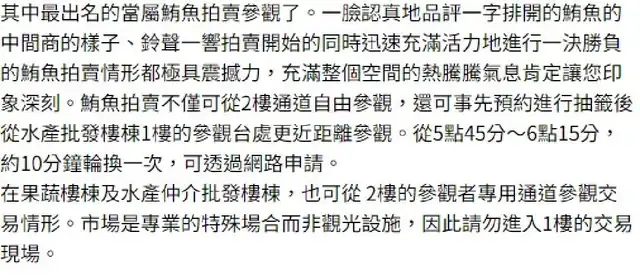 其中最出名的當屬鮪魚拍賣參觀了。一臉認真地品評一字排開的鮪魚的
中間商的樣子、鈴聲一響拍賣開始的同時迅速充滿活力地進行一決勝負
的鮪魚拍賣情形都極具震撼力，充滿整個空間的熱騰騰氣息肯定讓您印
象深刻。鮪魚拍賣不僅可從2樓通道自由參觀，還可事先預約進行抽籤後
從水產批發樓棟1樓的參觀台處更近距離參觀。從5點45分～6點15分，
約10分鐘輪換一次，可透過網路申請。
在果蔬樓棟及水產仲介批發樓棟，也可從 2樓的參觀者專用通道參觀交
易情形。市場是專業的特殊場合而非觀光設施，因此請勿進入1樓的交易
現場。